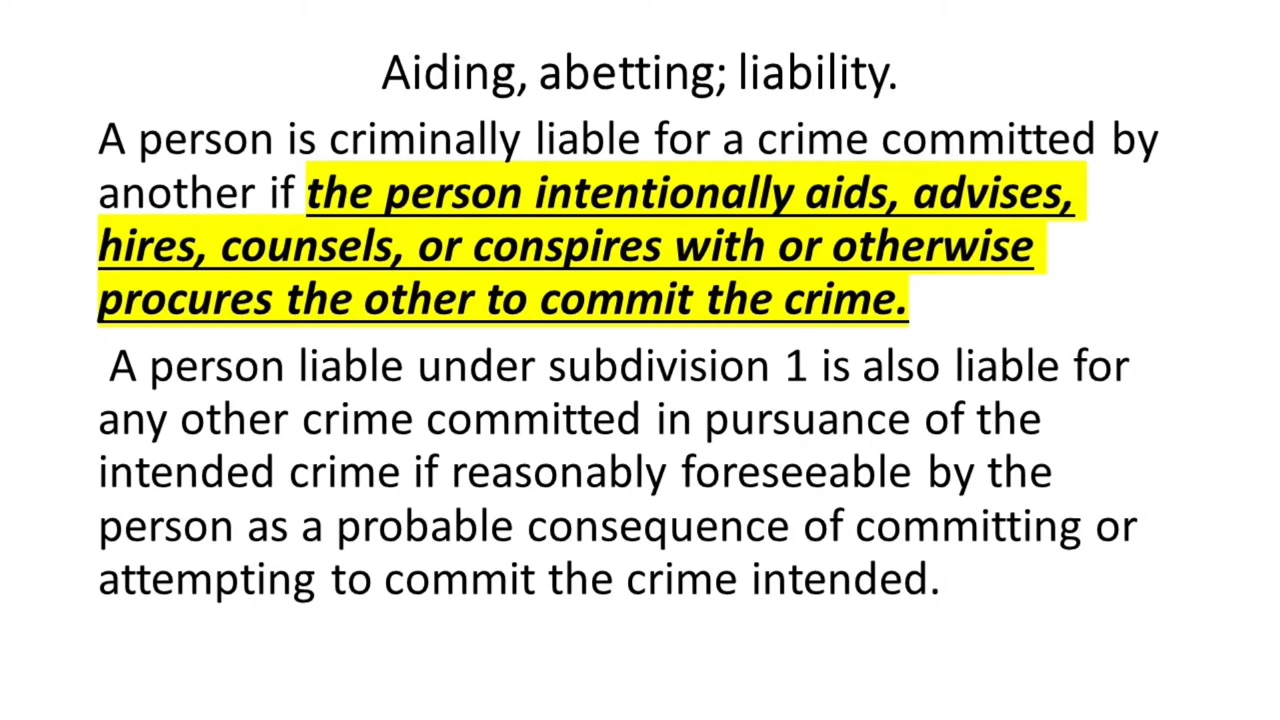 Aiding, abetting; liability.
A person is criminally liable for a crime committed by
another if the person intentionally aids, advises,
hires, counsels, or conspires with or otherwise
procures the other to commit the crime.
A person liable under subdivision 1 is also liable for
any other crime committed in pursuance of the
intended crime if reasonably foreseeable by the
person as a probable consequence of committing or
attempting to commit the crime intended.